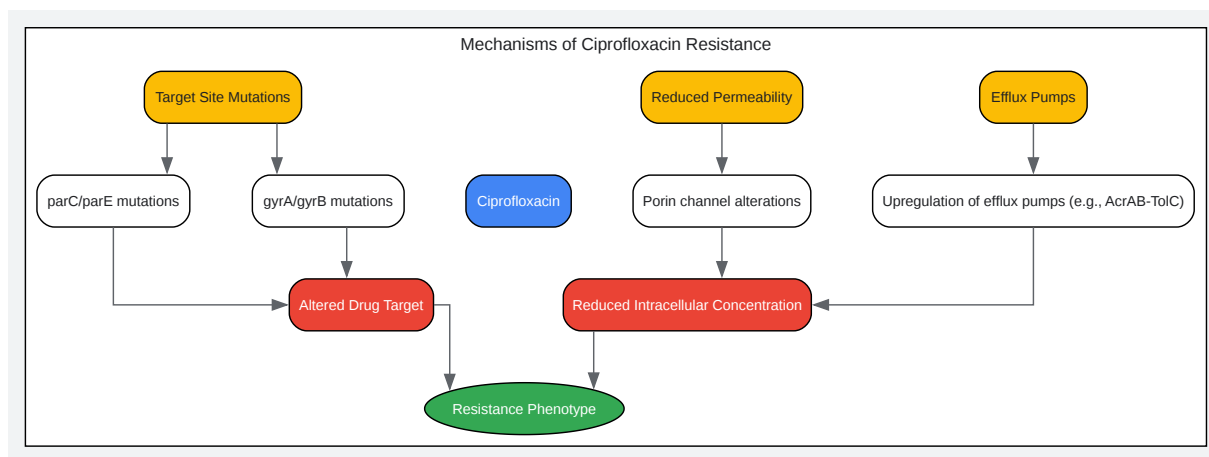 Mechanisms of Ciprofloxacin Resistance
Target Site Mutations
Reduced Permeability
Efflux Pumps
parC/parE mutations
gyrA/gyrB mutations
Ciprofloxacin
Porin channel alterations
Upregulation of efflux pumps (e.g., AcrAB-TolC)
Altered Drug Target
Reduced Intracellular Concentration
Resistance Phenotype